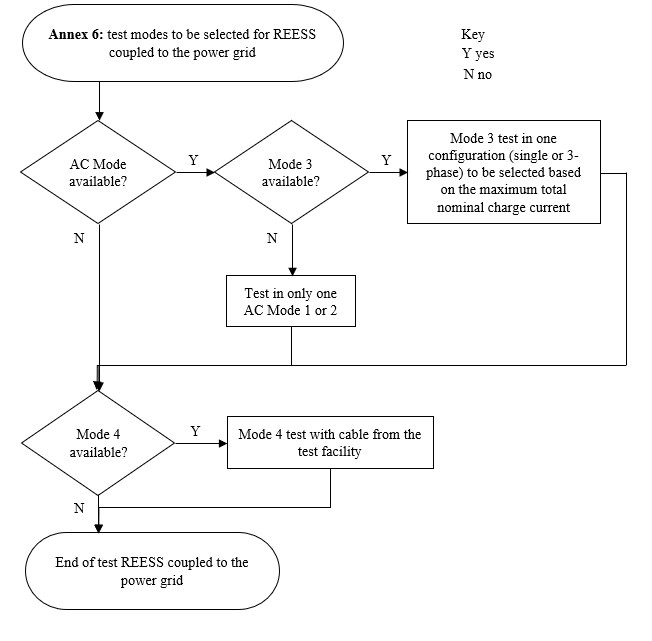 Annex 6: test modes to be selected for REESS
coupled to the power grid
Key
Y yes
N no
AC Mode
available?
Y
Mode 3
available?
Y
Mode 3 test in one
configuration (single or 3-
phase) to be selected based
on the maximum total
nominal charge current
N
N
Test in only one
AC Mode 1 or 2
Mode 4
available?
Y
Mode 4 test with cable from the
test facility
N
End of test REESS coupled to the
power grid